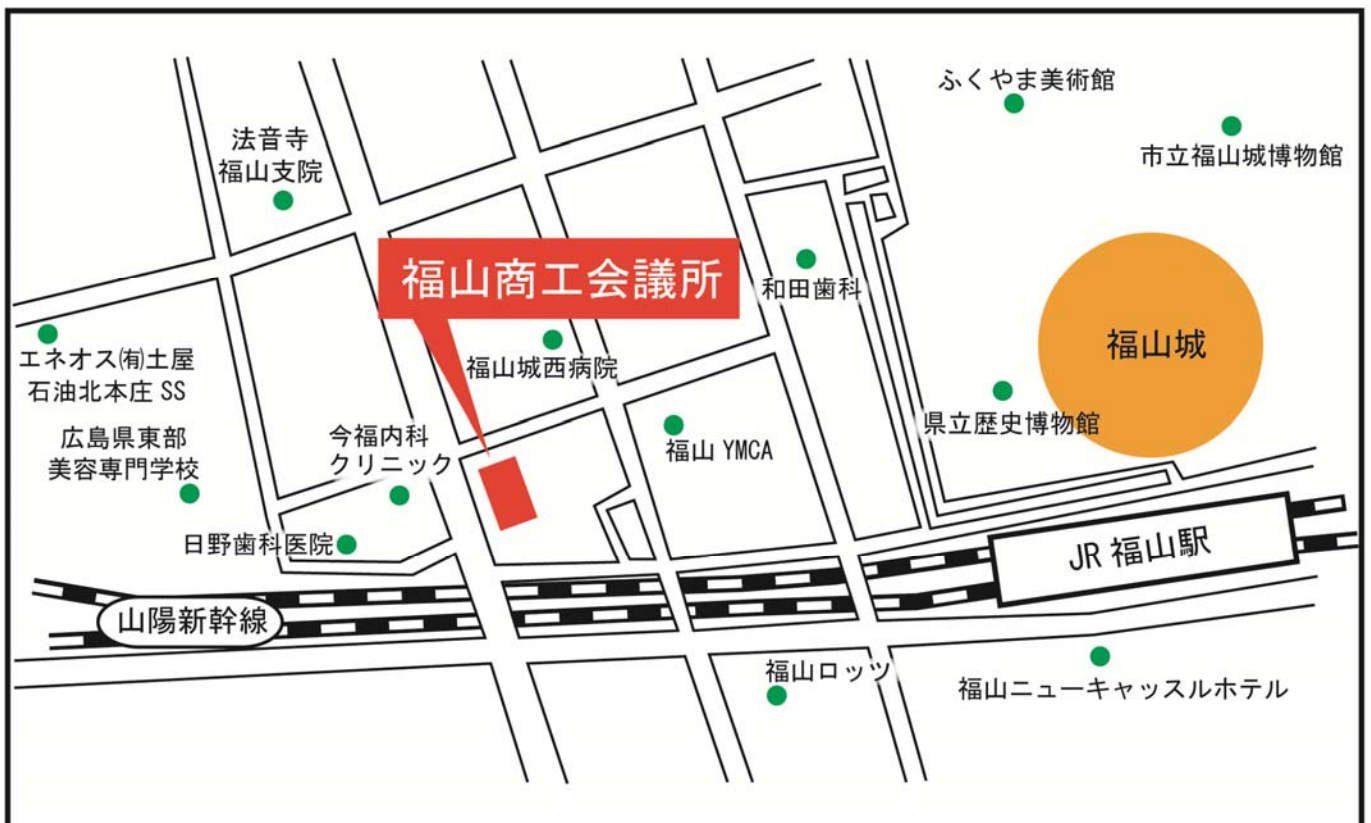 ふくやま美術館
市立福山城博物館
法音寺
福山支院
福山商工会議所
和田歯科
福山城
エネオス㈲土屋
石油北本庄 SS
福山城西病院
県立歴史博物館
広島県東部
美容専門学校
今福内科
クリニック
福山 YMCA
日野歯科医院
JR 福山駅
山陽新幹線
福山ロッツ
福山ニューキャッスルホテル